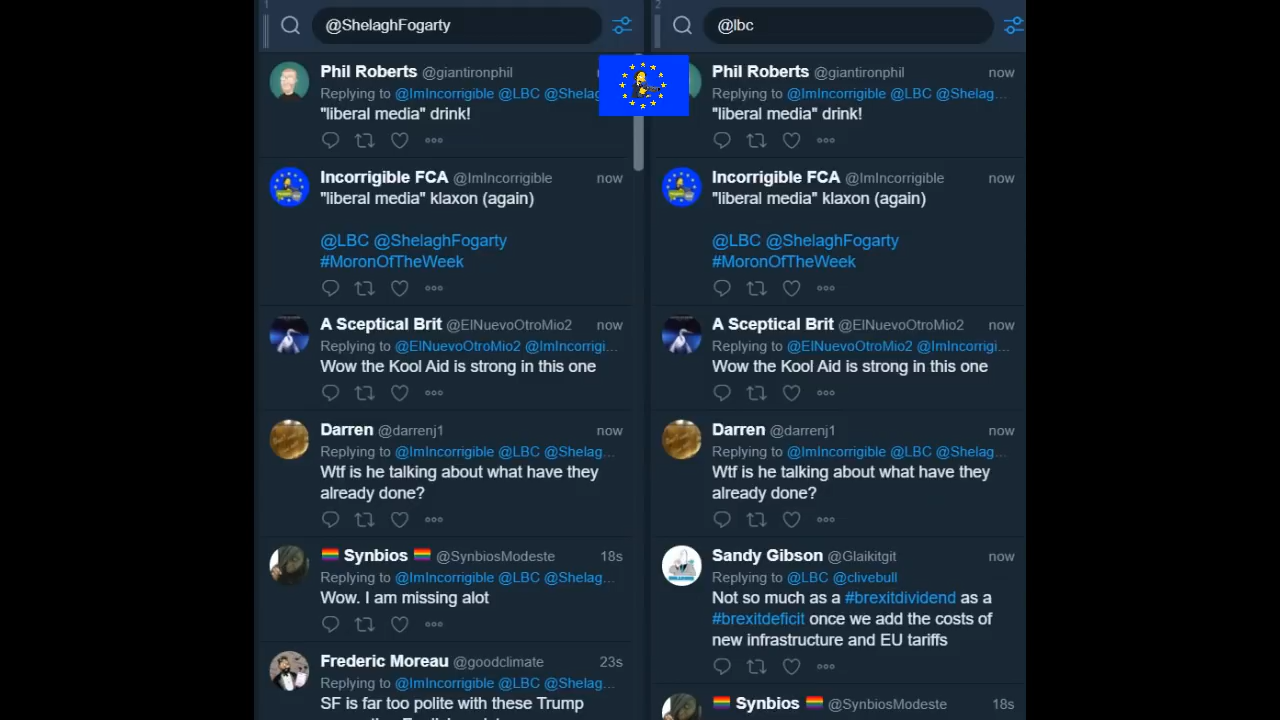 1
@ShelaghFogarty
Phil Roberts @giantironphil
Replying to @ImIncorrigible @LBC @Shelag
"liberal media" drink!
Incorrigible FCA @ImIncorrigible now
"liberal media" klaxon (again)
@LBC @ShelaghFogarty
#MoronOfTheWeek
A Sceptical Brit @ElNuevoOtroMio2 now
Replying to @ElNuevoOtroMio2 @ImIncorrigi...
Wow the Kool Aid is strong in this one
Darren @darrenj1 now
Replying to @ImIncorrigible @LBC @Shelag...
Wtf is he talking about what have they
already done?
Synbios @SynbiosModeste 18s
Replying to @ImIncorrigible @LBC @Shelag...
Wow. I am missing alot
Frederic Moreau @goodclimate 23s
Replying to @ImIncorrigible @LBC @Shelag...
SF is far too polite with these Trump
2
@lbc
Phil Roberts @giantironphil now
Replying to @ImIncorrigible @LBC @Shelag...
"liberal media" drink!
Incorrigible FCA @ImIncorrigible now
"liberal media" klaxon (again)
@LBC @ShelaghFogarty
#MoronOfTheWeek
A Sceptical Brit @ElNuevoOtroMio2 now
Replying to @ElNuevoOtroMio2 @ImIncorrigi...
Wow the Kool Aid is strong in this one
Darren @darrenj1 now
Replying to @ImIncorrigible @LBC @Shelag...
Wtf is he talking about what have they
already done?
Sandy Gibson @Glaikitgit now
Replying to @LBC @clivebull
Not so much as a #brexitdividend as a
#brexitdeficit once we add the costs of
new infrastructure and EU tariffs
Synbios @SynbiosModeste 18s